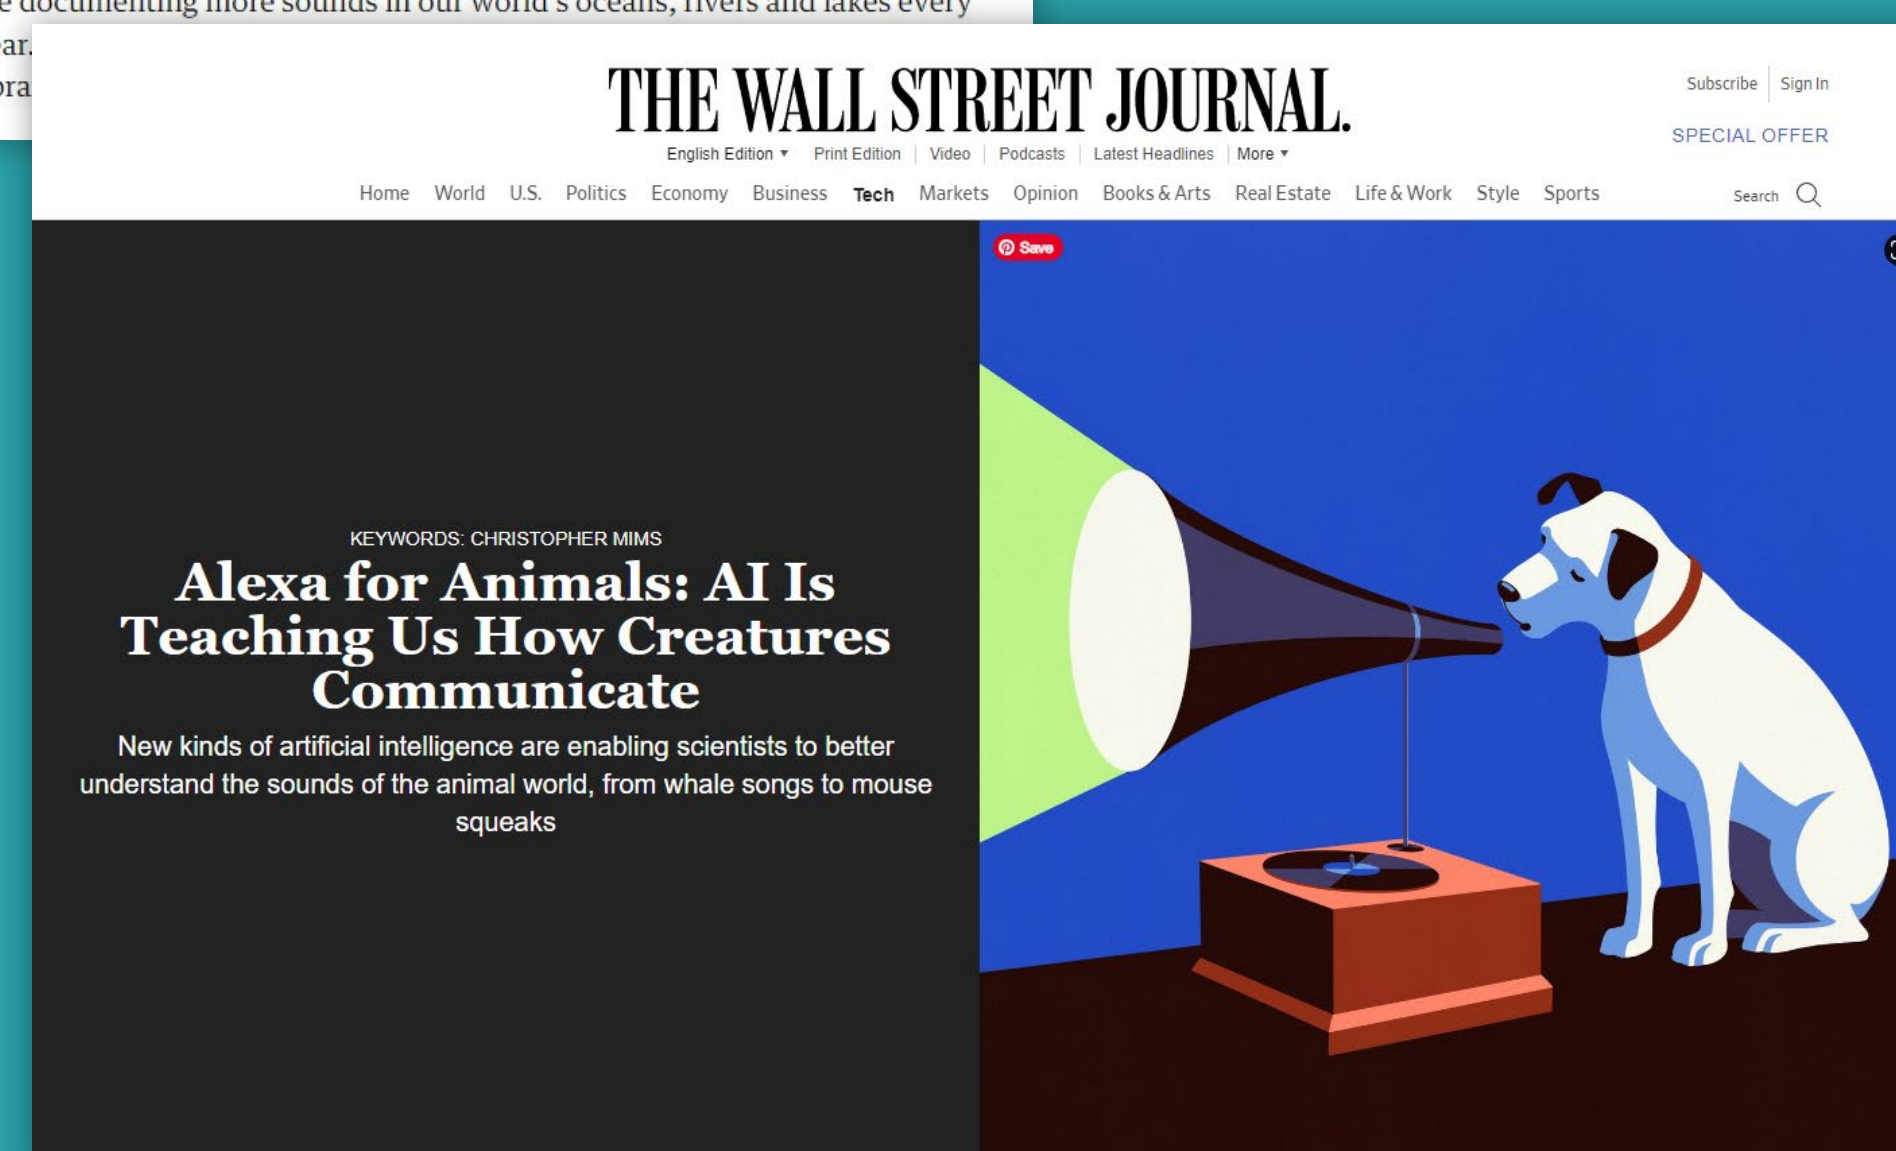 documenting more sounds in our world's oceans, rivers and lakes every
THE WALL STREET JOURNAL.
Subscribe Sign In
SPECIAL OFFER
English Edition Print Edition Video Podcasts Latest Headlines More
Home World U.S. Politics Economy Business Tech Markets Opinion Books & Arts Real Estate Life & Work Style Sports Search
Save
KEYWORDS: CHRISTOPHER MIMS
Alexa for Animals: AI Is
Teaching Us How Creatures
Communicate
New kinds of artificial intelligence are enabling scientists to better
understand the sounds of the animal world, from whale songs to mouse
squeaks